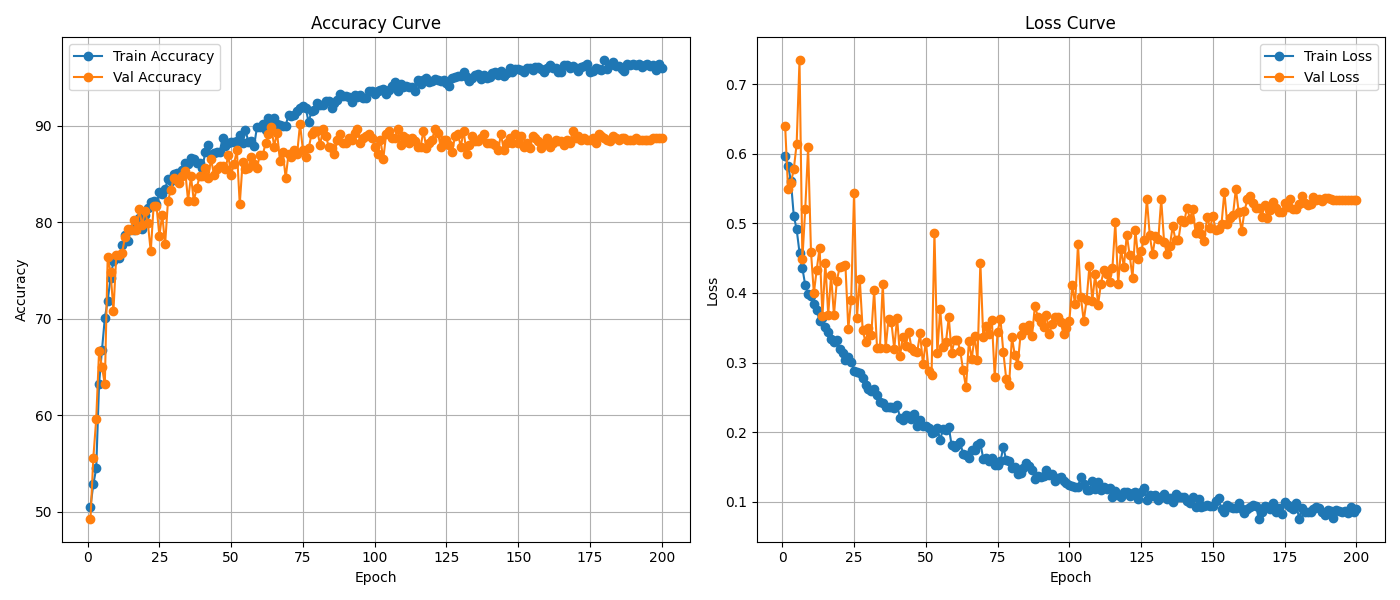 Accuracy Curve
Train Accuracy
Val Accuracy
90
80
70
60
50
Accuracy
0 25 50 75 100 125 150 175 200
Epoch
Loss Curve
Train Loss
Val Loss
0.7
0.6
0.5
0.4
0.3
0.2
0.1
Loss
0 25 50 75 100 125 150 175 200
Epoch